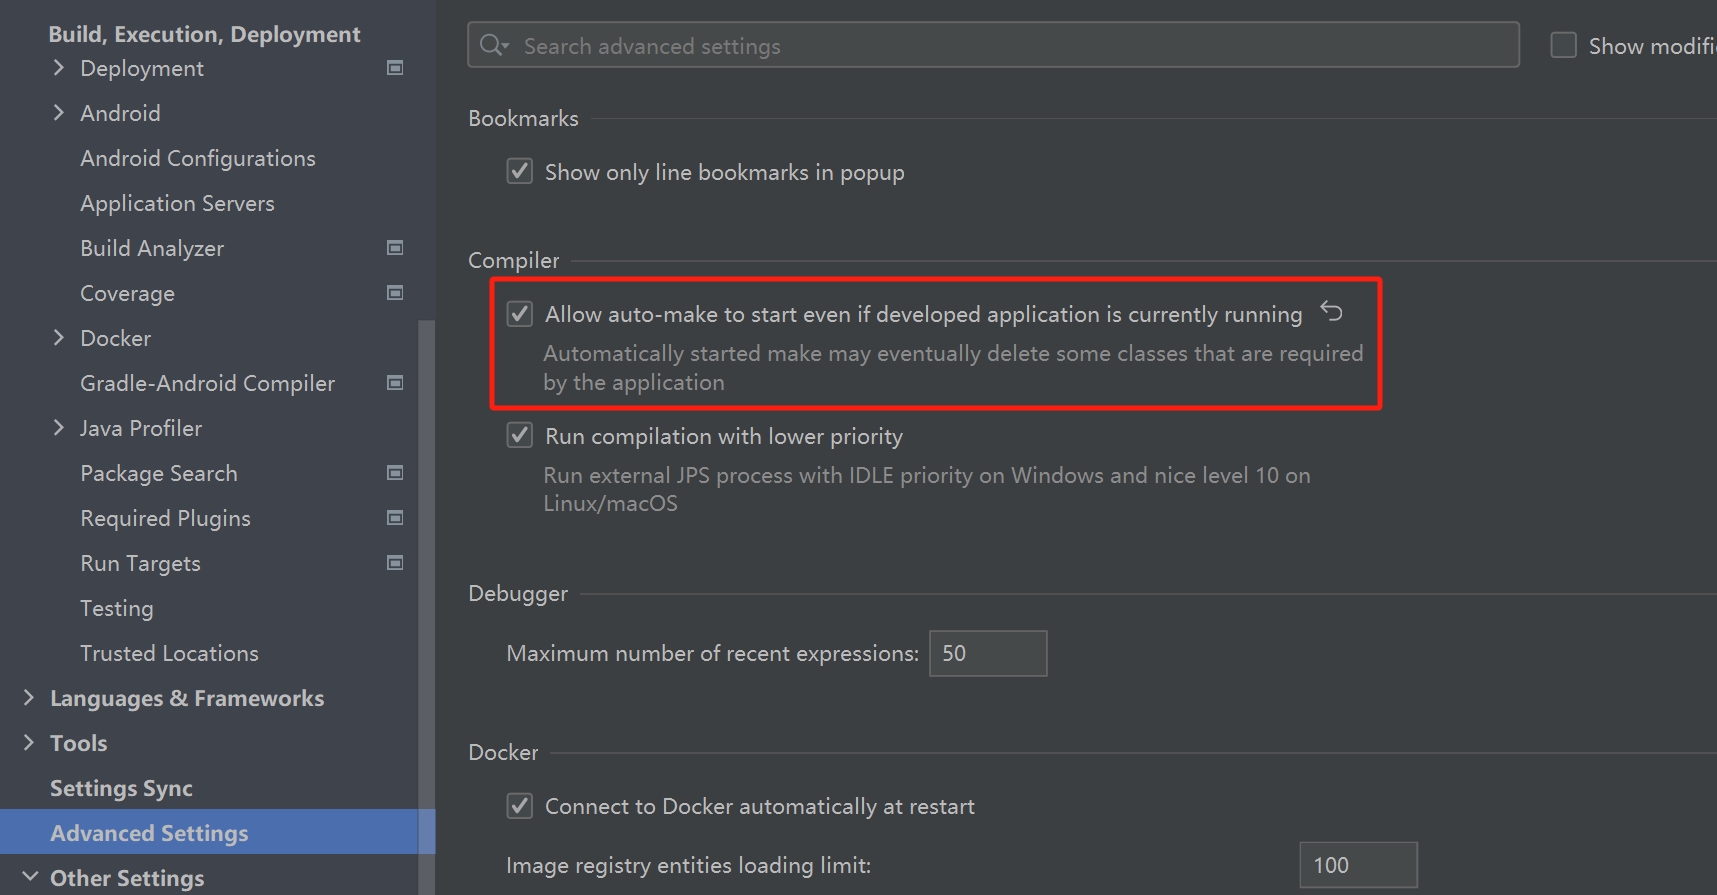 Build, Execution, Deployment
Deployment
Android
Android Configurations
Application Servers
Build Analyzer
Coverage
Docker
Gradle-Android Compiler
Java Profiler
Package Search
Required Plugins
Run Targets
Testing
Trusted Locations
Languages & Frameworks
Tools
Settings Sync
Advanced Settings
Other Settings
Search advanced settings
Show modifi
Bookmarks
Show only line bookmarks in popup
Compiler
Allow auto-make to start even if developed application is currently running
Automatically started make may eventually delete some classes that are required
by the application
Run compilation with lower priority
Run external JPS process with IDLE priority on Windows and nice level 10 on
Linux/macOS
Debugger
Maximum number of recent expressions: 50
Docker
Connect to Docker automatically at restart
Image registry entities loading limit: 100